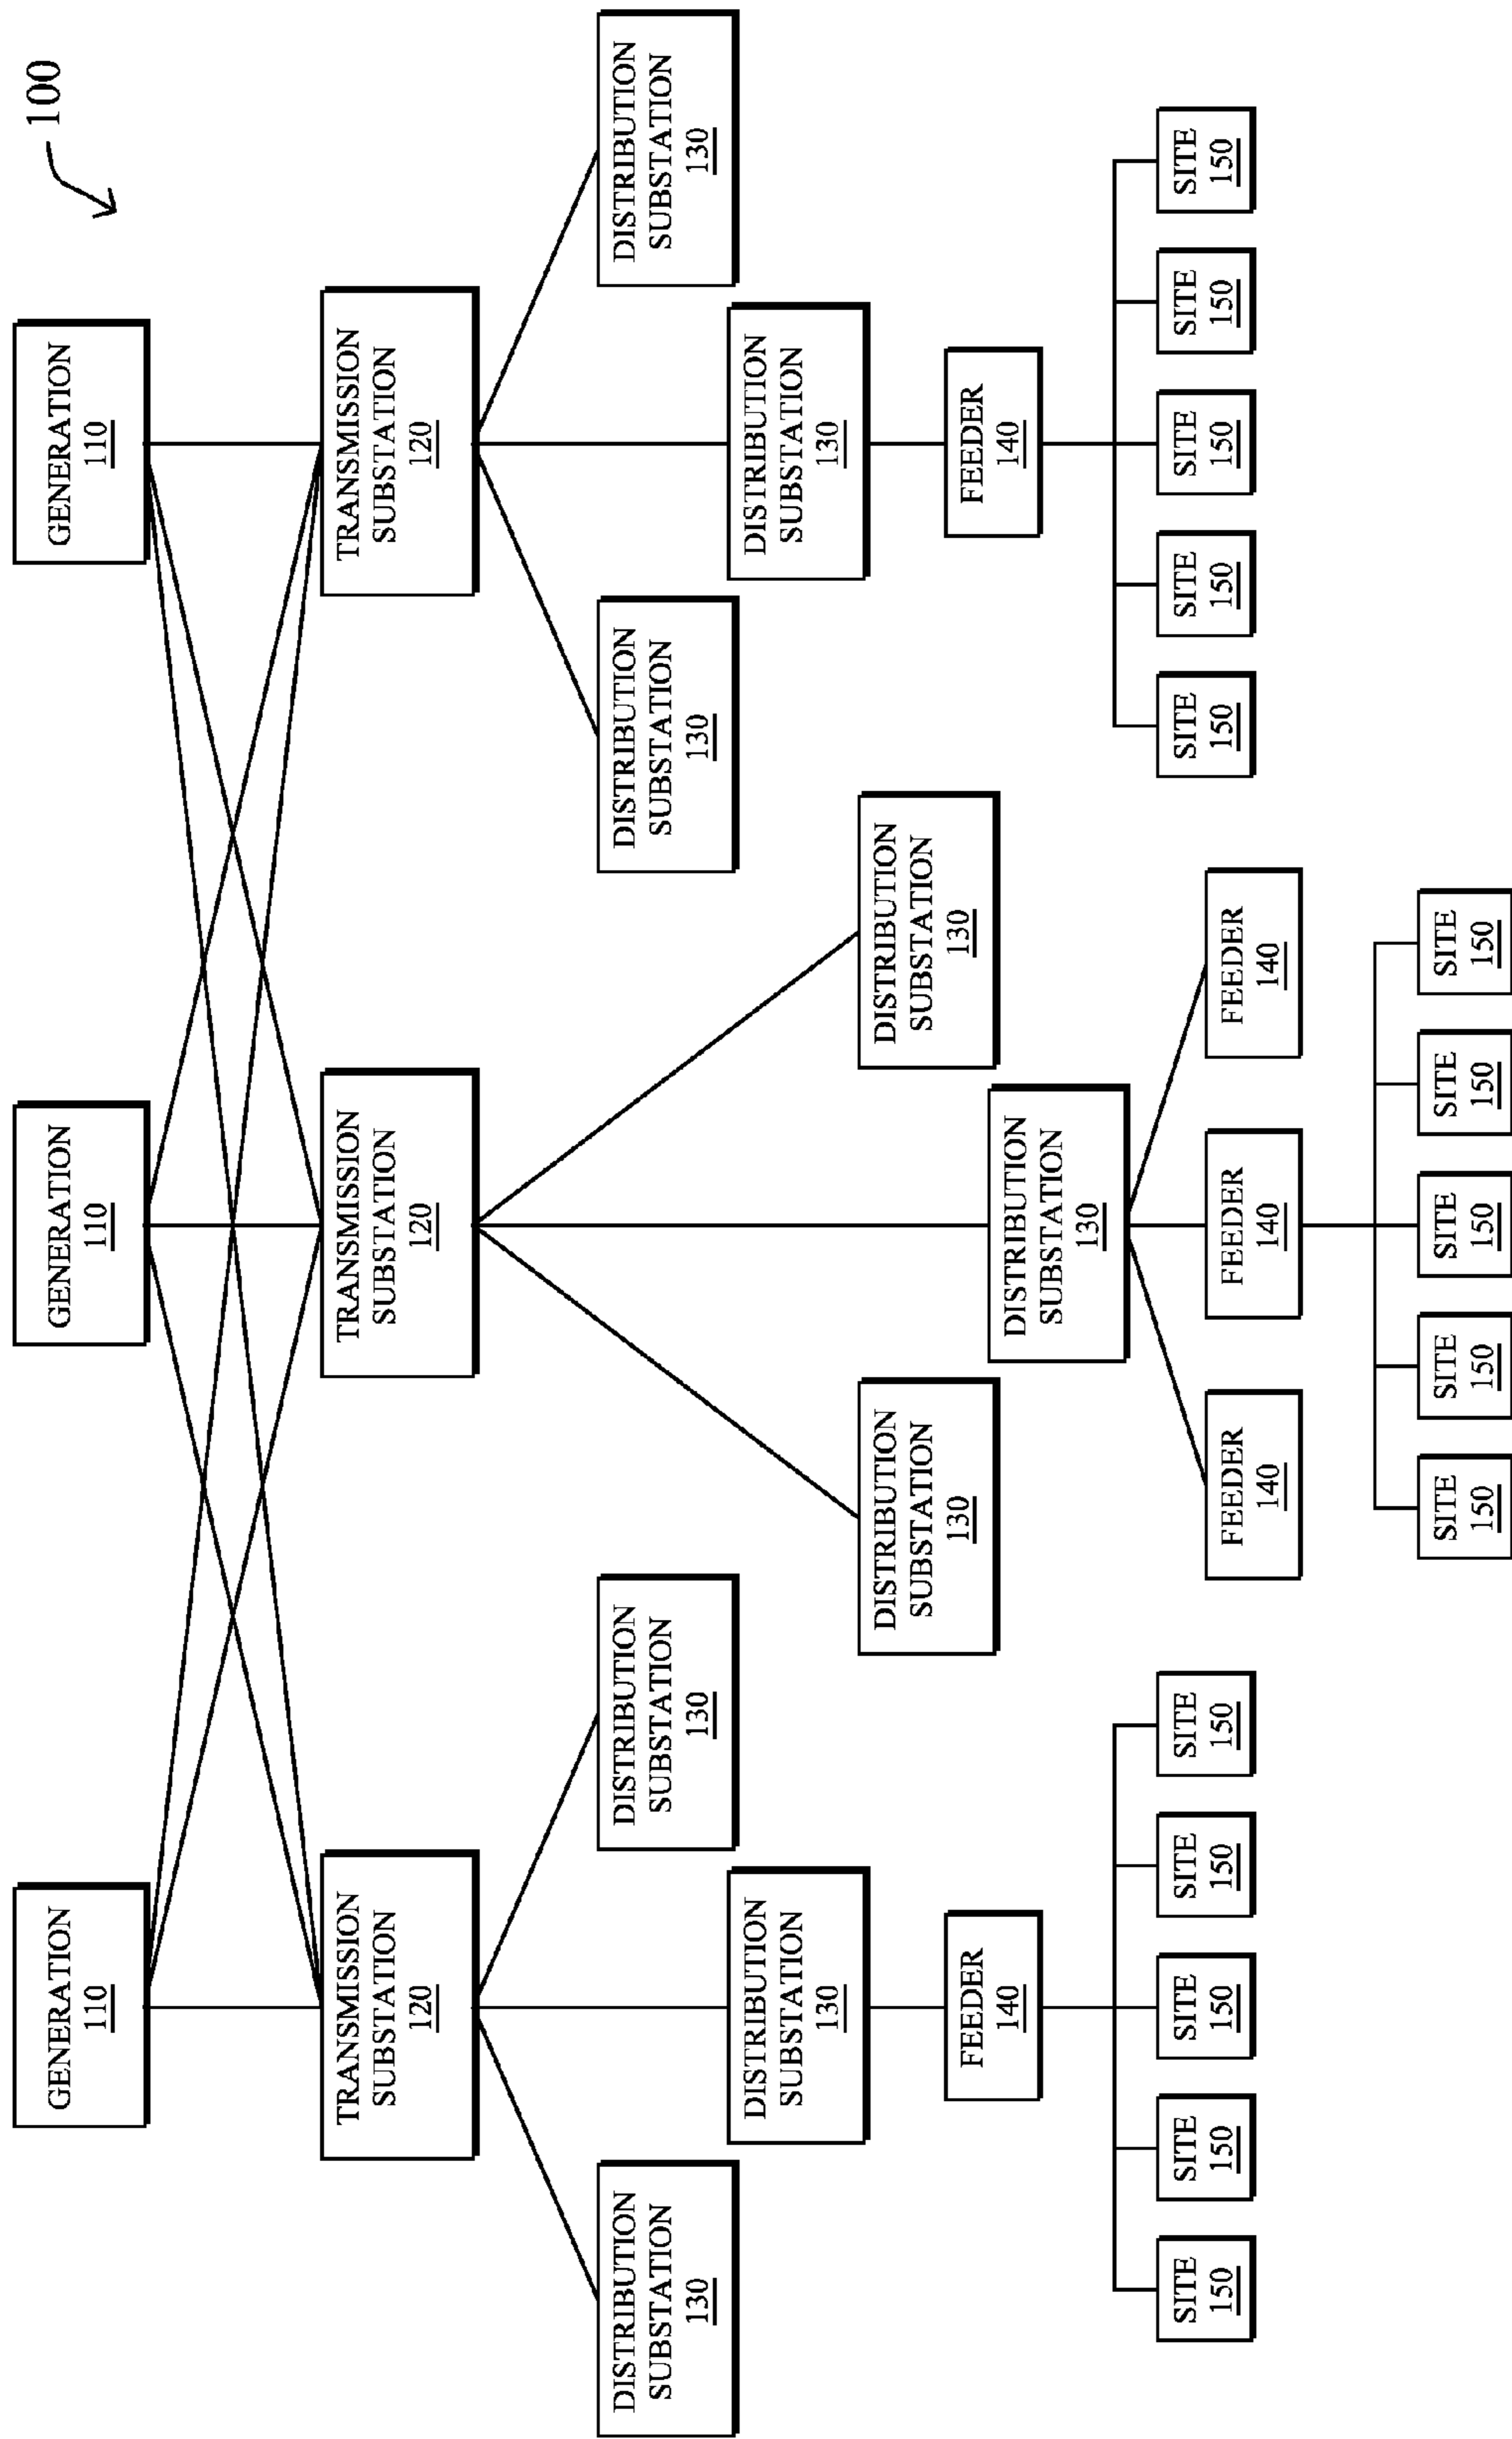 100
GENERATION
110
GENERATION
110
GENERATION
110
TRANSMISSION
SUBSTATION
120
TRANSMISSION
SUBSTATION
120
TRANSMISSION
SUBSTATION
120
DISTRIBUTION
SUBSTATION
130
DISTRIBUTION
SUBSTATION
130
DISTRIBUTION
SUBSTATION
130
DISTRIBUTION
SUBSTATION
130
DISTRIBUTION
SUBSTATION
130
DISTRIBUTION
SUBSTATION
130
DISTRIBUTION
SUBSTATION
130
DISTRIBUTION
SUBSTATION
130
DISTRIBUTION
SUBSTATION
130
FEEDER
140
FEEDER
140
FEEDER
140
FEEDER
140
FEEDER
140
SITE
150
SITE
150
SITE
150
SITE
150
SITE
150
SITE
150
SITE
150
SITE
150
SITE
150
SITE
150
SITE
150
SITE
150
SITE
150
SITE
150
SITE
150